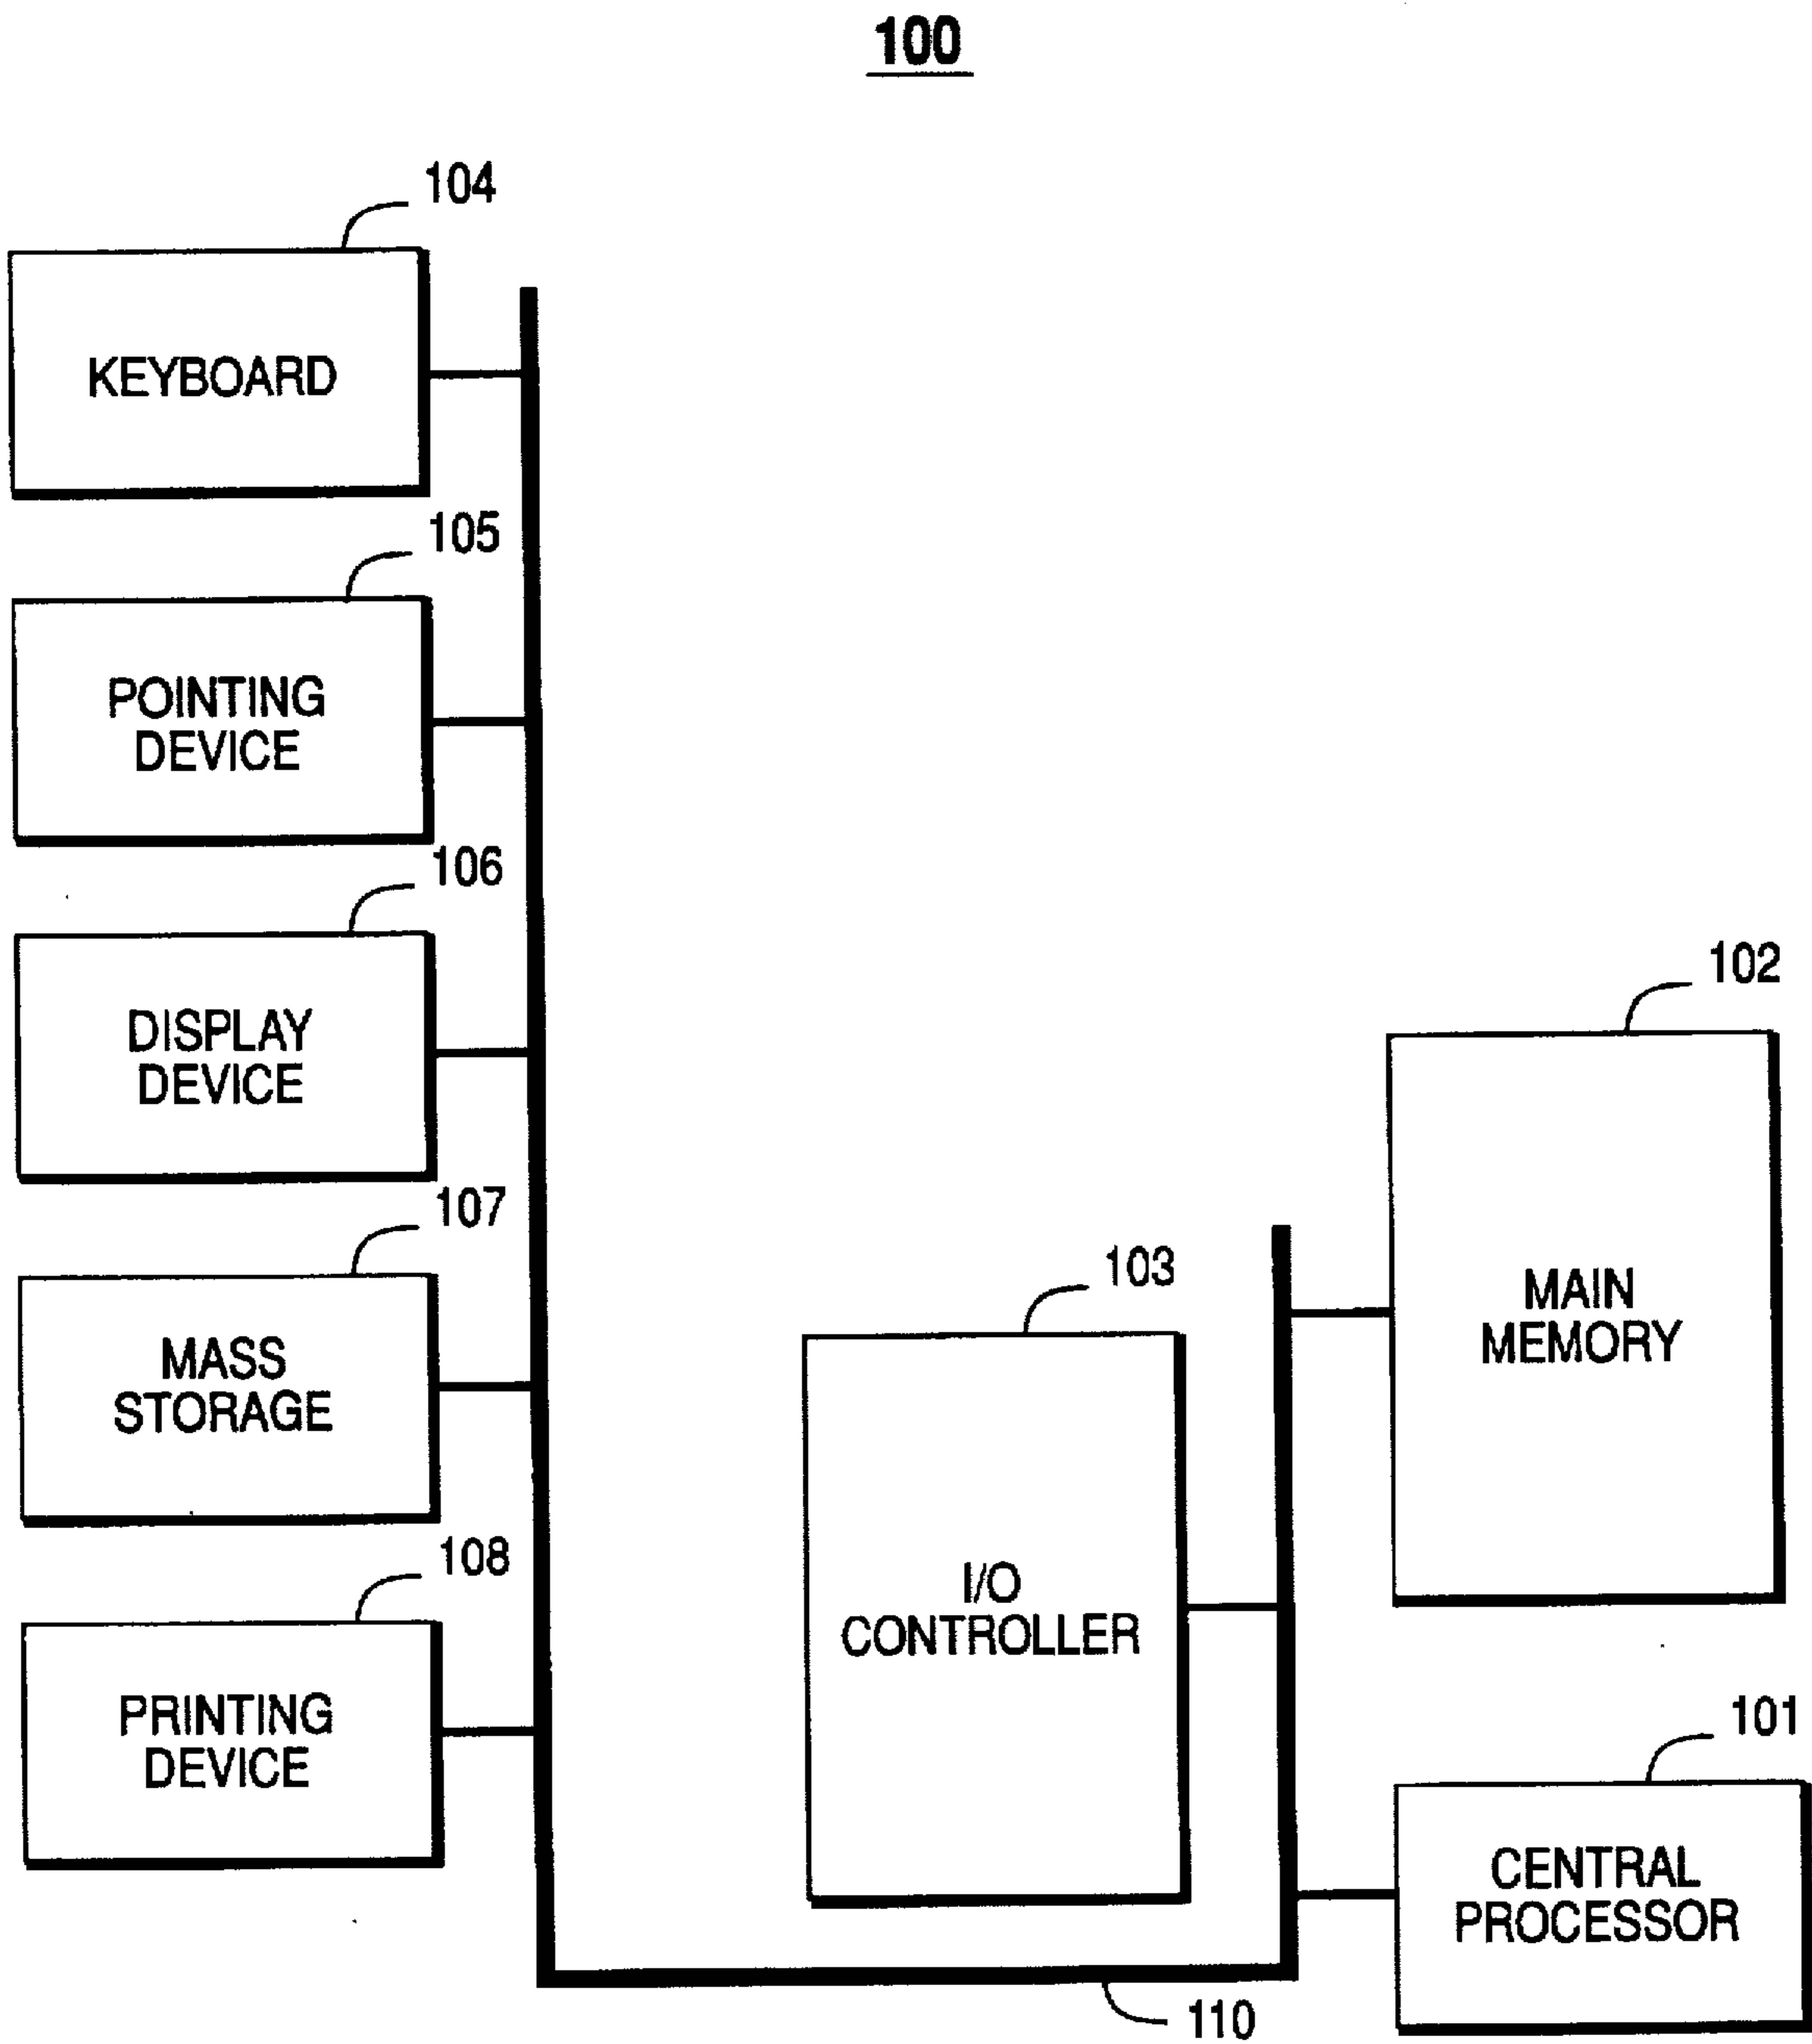 100
104
KEYBOARD
105
POINTING
DEVICE
106
DISPLAY
DEVICE
107
MASS
STORAGE
108
PRINTING
DEVICE
103
I/O
CONTROLLER
102
MAIN
MEMORY
101
CENTRAL
PROCESSOR
110